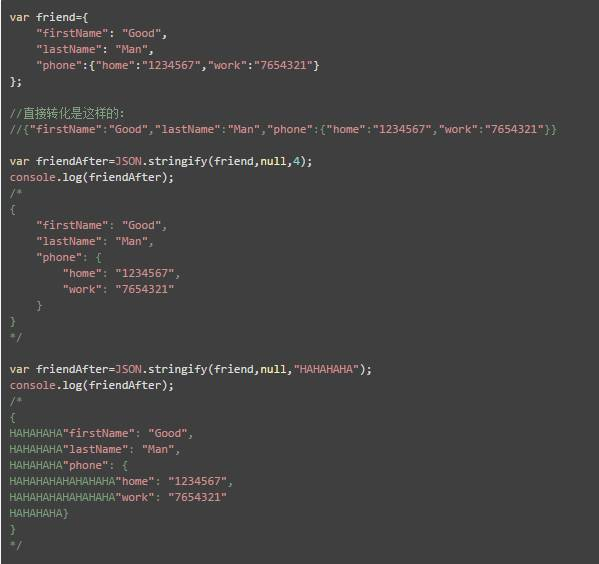 var friend={
    "firstName": "Good",
    "lastName": "Man",
    "phone":{"home":"1234567","work":"7654321"}
};
//直接转化是这样的:
//{"firstName":"Good","lastName":"Man","phone":{"home":"1234567","work":"7654321"}}
var friendAfter=JSON.stringify(friend,null,4);
console.log(friendAfter);
/*
{
    "firstName": "Good",
    "lastName": "Man",
    "phone": {
        "home": "1234567",
        "work": "7654321"
    }
}
*/
var friendAfter=JSON.stringify(friend,null,"HAHAHAHA");
console.log(friendAfter);
/*
{
HAHAHAHA"firstName": "Good",
HAHAHAHA"lastName": "Man",
HAHAHAHA"phone": {
HAHAHAHAHAHAHAHA"home": "1234567",
HAHAHAHAHAHAHAHA"work": "7654321"
HAHAHAHA}
}
*/